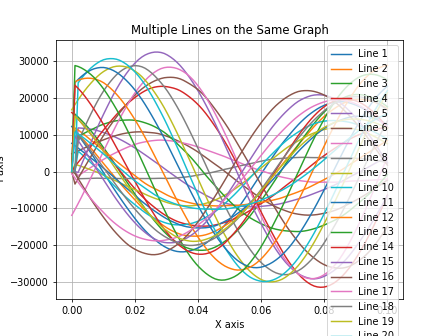 Multiple Lines on the Same Graph
30000
20000
10000
0
−10000
−20000
−30000
0.00
0.02
0.04
0.06
X axis
Line 1
Line 2
Line 3
Line 4
Line 5
Line 6
Line 7
Line 8
Line 9
Line 10
Line 11
Line 12
Line 13
Line 14
Line 15
Line 16
Line 17
Line 18
Line 19